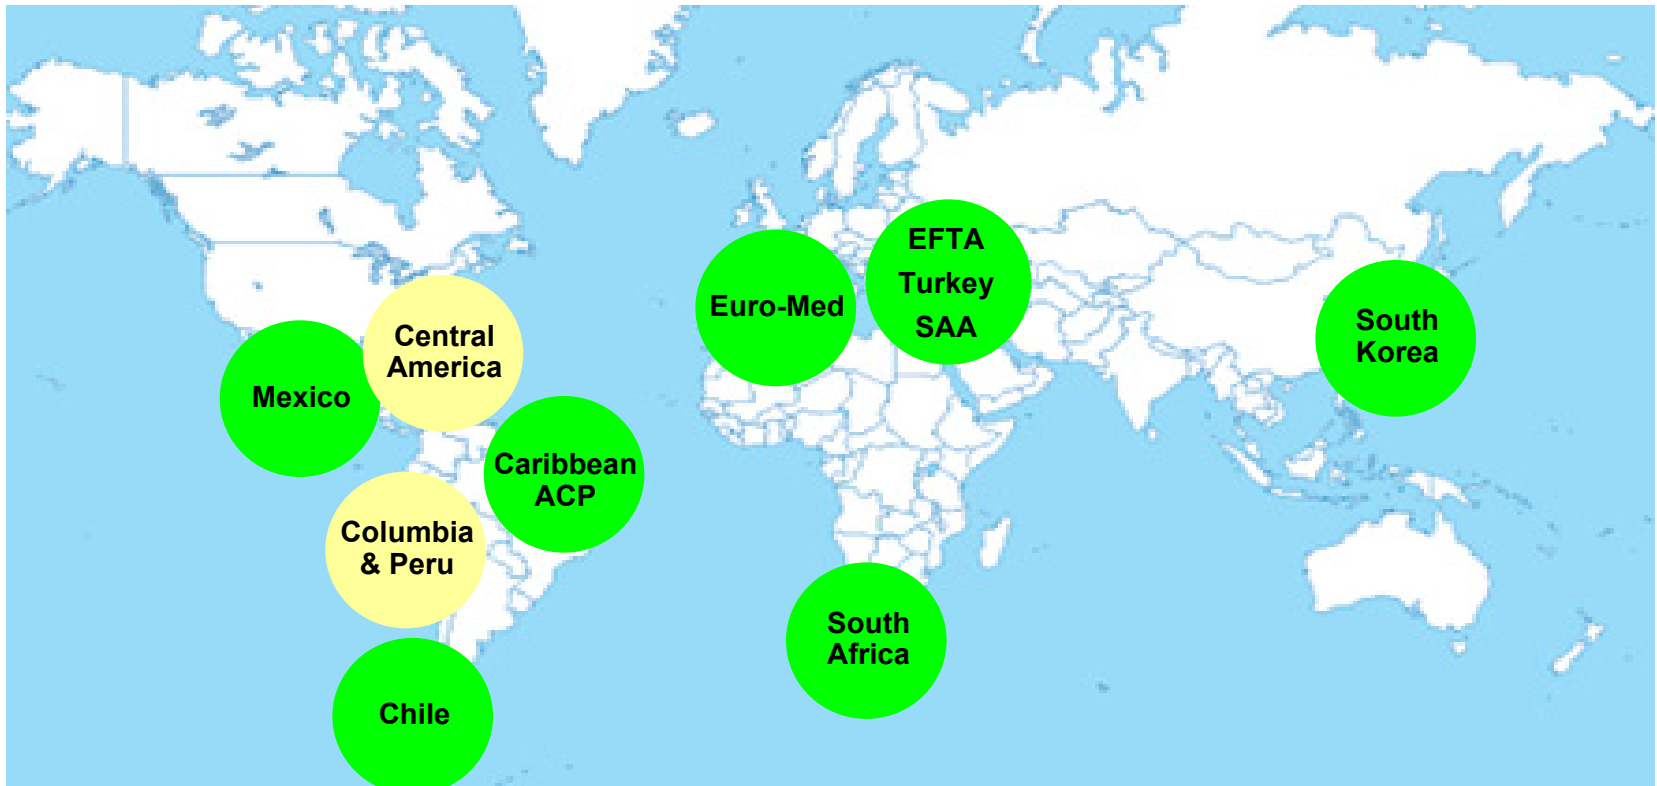 EFTA
Turkey
SAA
Euro-Med
South
Korea
Central
America
Mexico
Caribbean
ACP
Columbia
& Peru
South
Africa
Chile